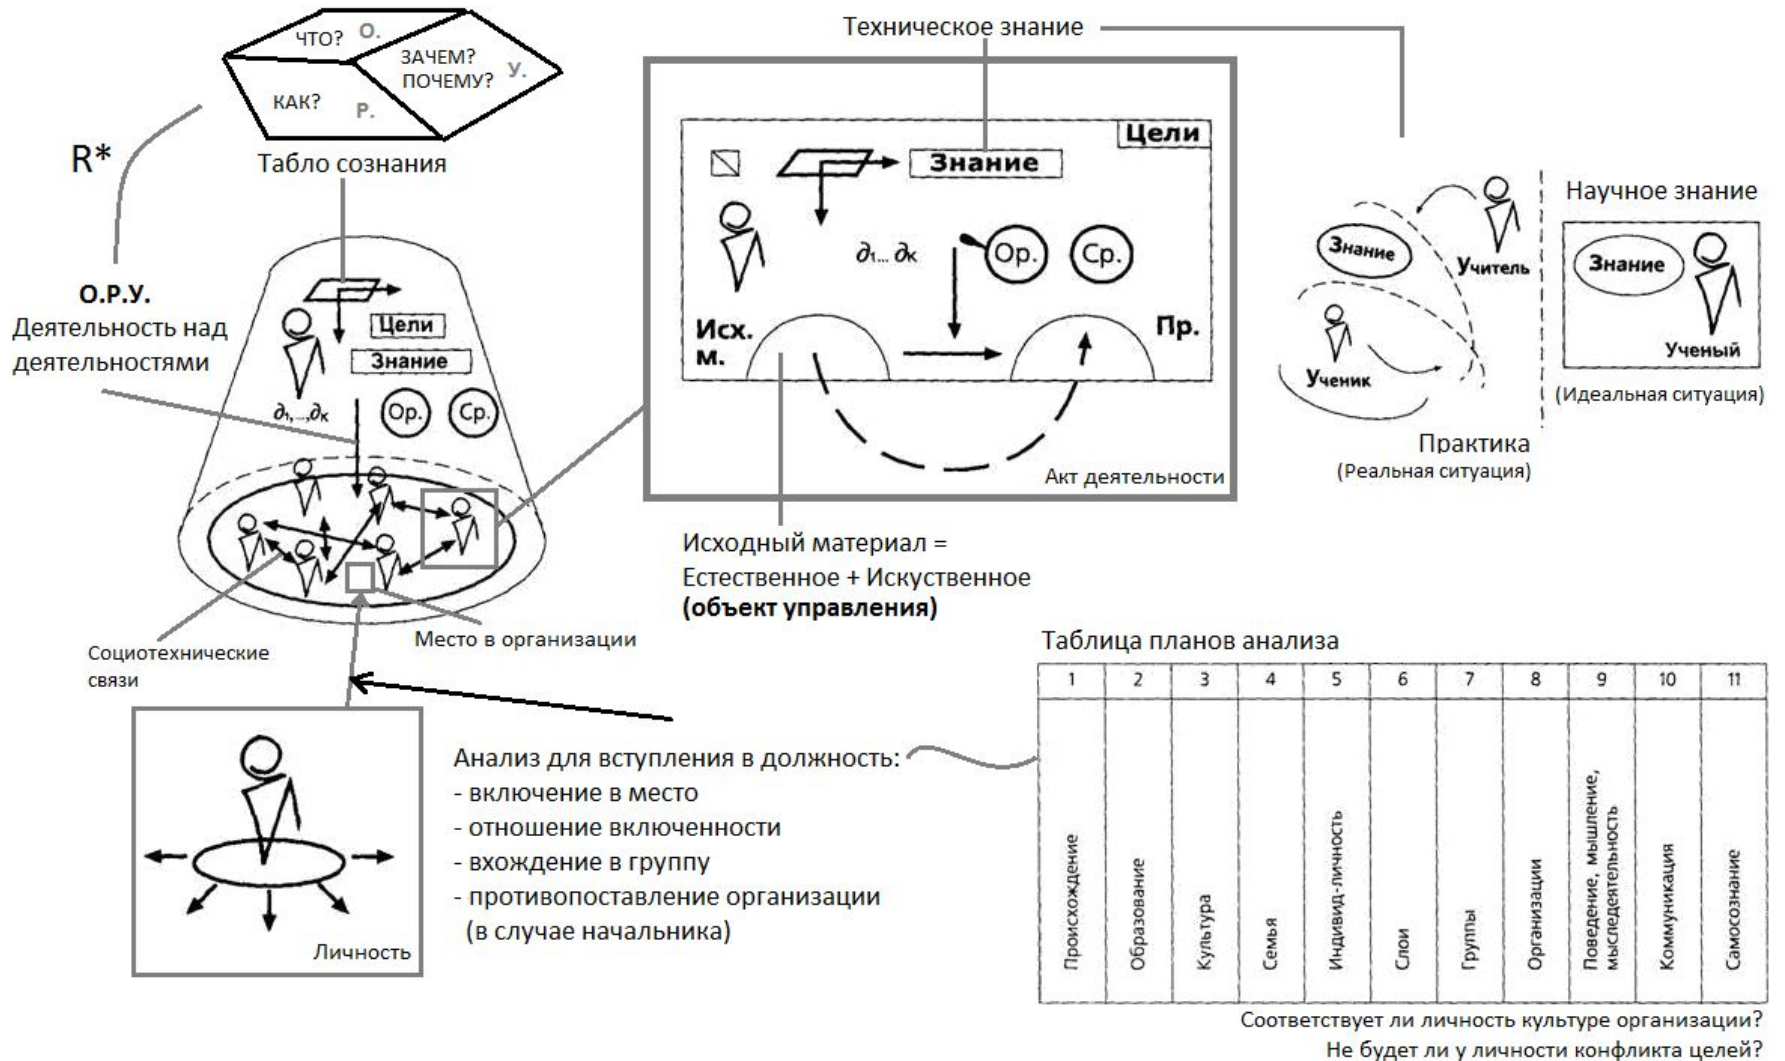 ЧТО? О.
ЗАЧЕМ?
ПОЧЕМУ? У.
КАК? Р.
Табло сознания
R*
О.Р.У.
Деятельность над
деятельностями
Цели
Знание
∂₁,...,∂к
Ор. Ср.
Социотехнические
связи
Место в организации
Личность
Техническое знание
Цели
Знание
∂₁... ∂к
Ор. Ср.
Исх.
м.
Пр.
Акт деятельности
Исходный материал =
Естественное + Искуственное
(объект управления)
Знание
Учитель
Ученик
Практика
(Реальная ситуация)
Научное знание
Знание
Ученый
(Идеальная ситуация)
Анализ для вступления в должность:
- включение в место
- отношение включенности
- вхождение в группу
- противопоставление организации
(в случае начальника)
Таблица планов анализа
1 2 3 4 5 6 7 8 9 10 11
Происхождение
Образование
Культура
Семья
Индивид-личность
Слои
Группы
Организации
Поведение, мышление,
мыследеятельность
Коммуникация
Самосознание
Соответствует ли личность культуре организации?
Не будет ли у личности конфликта целей?